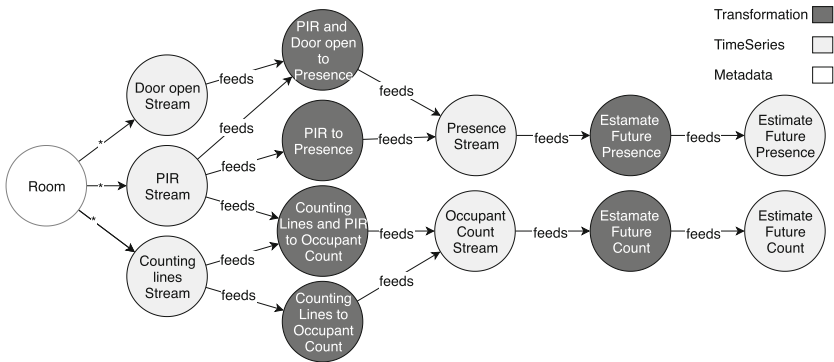 Transformation
TimeSeries
Metadata
PIR and
Door open
to
Presence
Door open
Stream
feeds
feeds
feeds
*
Room
*
PIR
Stream
feeds
PIR to
Presence
feeds
Presence
Stream
feeds
Estamate
Future
Presence
feeds
Estimate
Future
Presence
*
feeds
Counting
Lines and PIR
to Occupant
Count
feeds
Occupant
Count
Stream
feeds
Estamate
Future
Count
feeds
Estimate
Future
Count
Counting
lines
Stream
feeds
feeds
Counting
Lines to
Occupant
Count
feeds